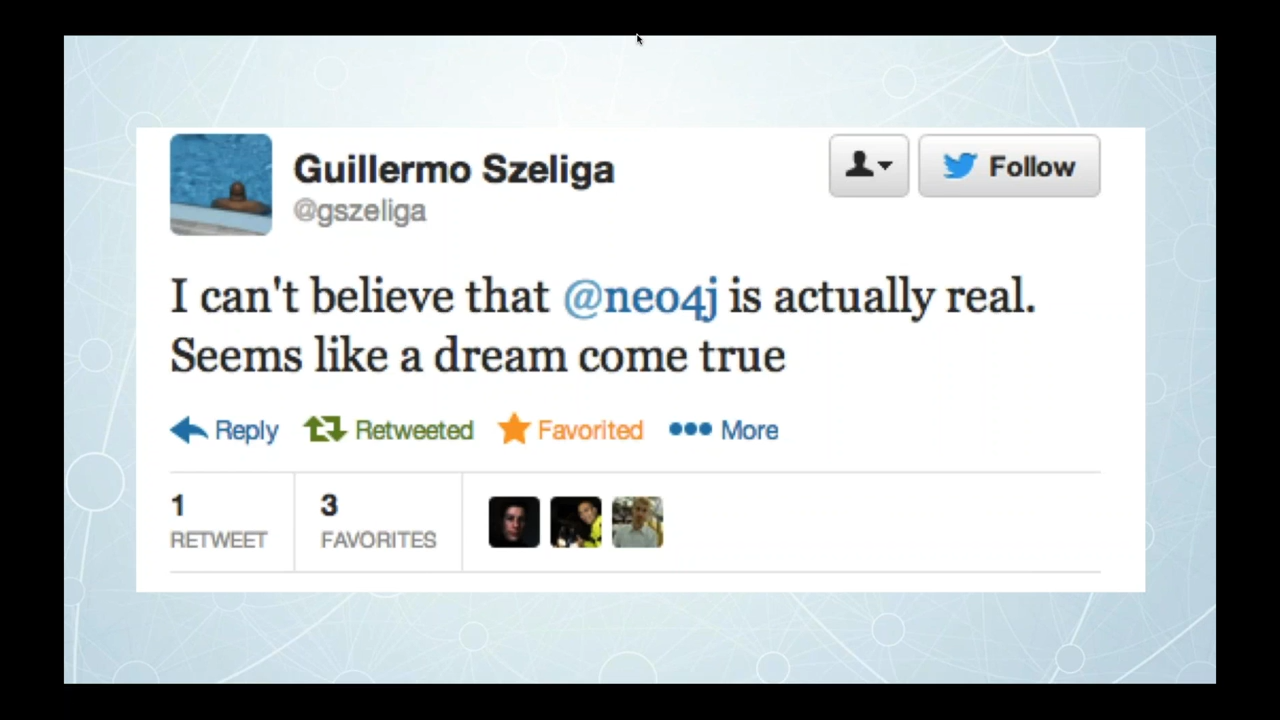 Guillermo Szeliga
@gszeliga
Follow
I can't believe that @neo4j is actually real.
Seems like a dream come true
Reply Retweeted Favorited More
1 3
RETWEET FAVORITES